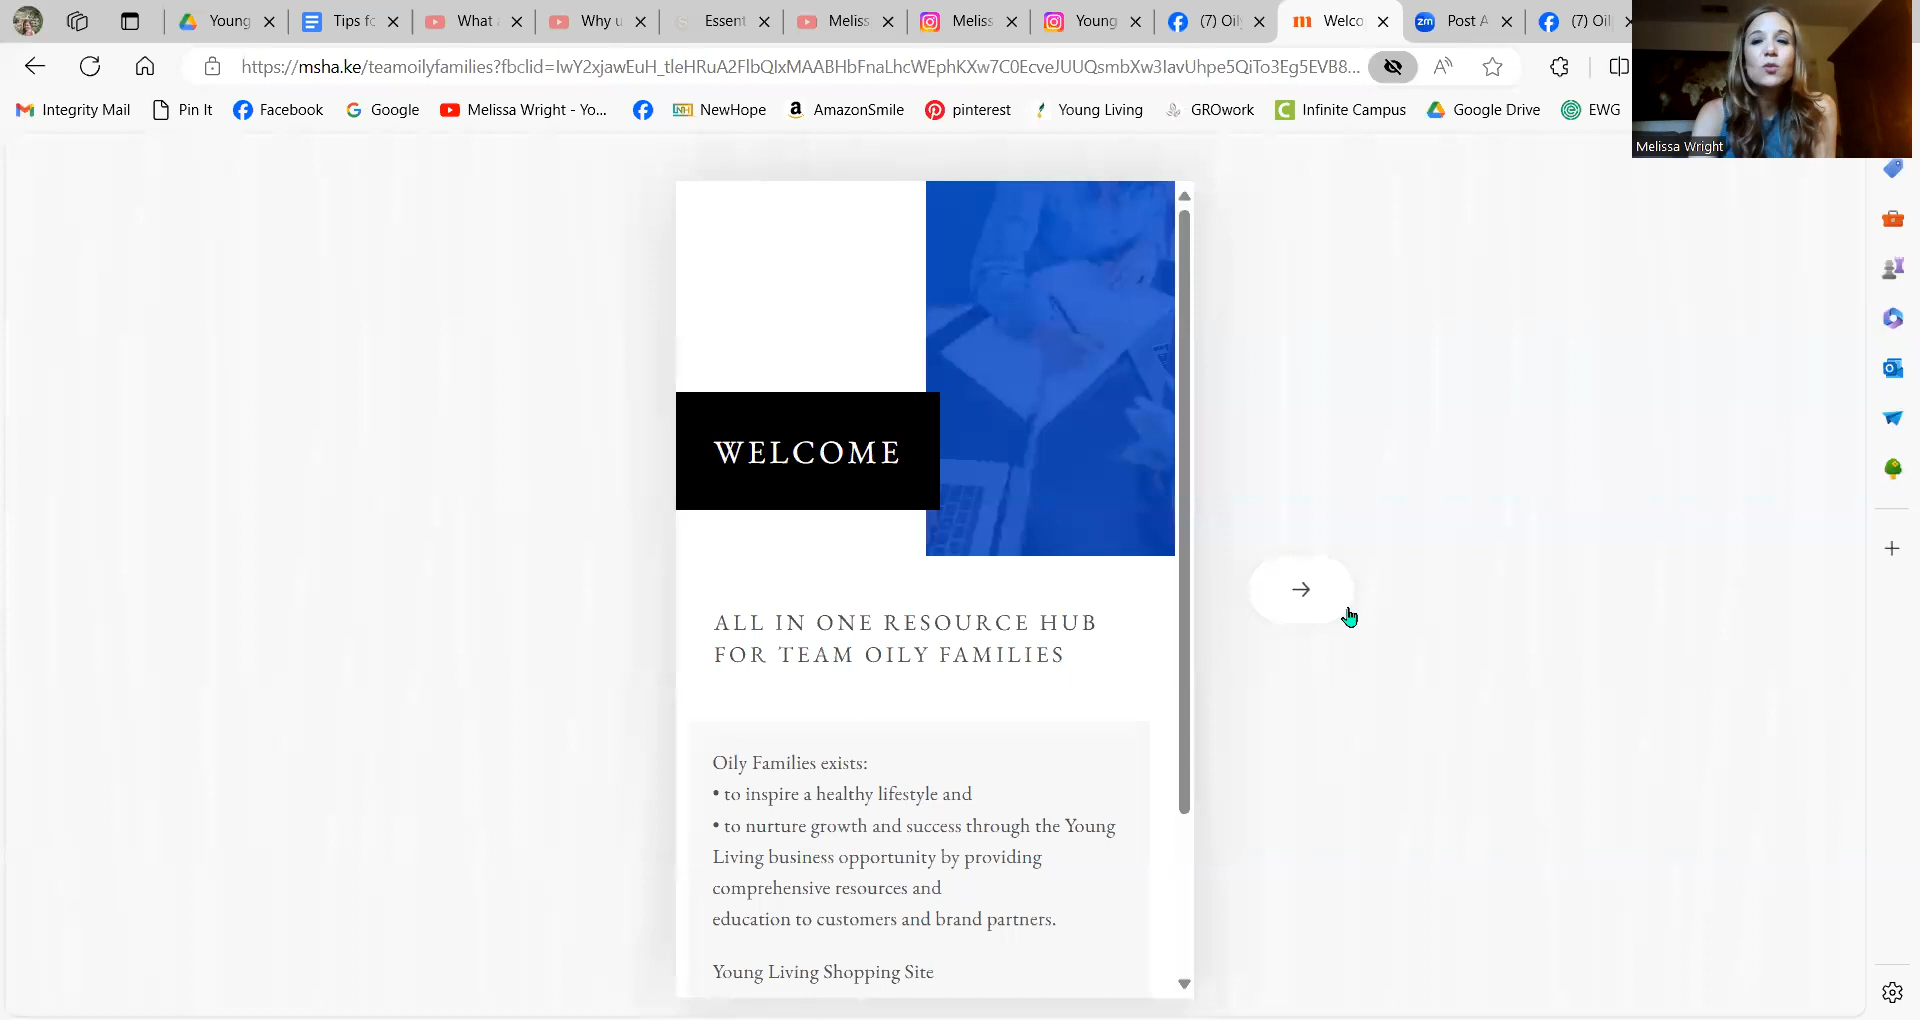 Young
Tips fo
What
Why u
Essent
Meliss
Meliss
Young
(7) Oil
Welco
zm
Post A
(7) Oil
https://msha.ke/teamoilyfamilies?fbclid=IwY2xjawEuH_tleHRuA2FlbQIxMAABHbFnaLhcWEphKXw7C0EcveJUUQsmbXw3IavUhpe5QiTo3Eg5EVB8...
Integrity Mail
Pin It
Facebook
Google
Melissa Wright - Yo...
NH
NewHope
AmazonSmile
pinterest
Young Living
GROwork
Infinite Campus
Google Drive
EWG
Melissa Wright
WELCOME
ALL IN ONE RESOURCE HUB
FOR TEAM OILY FAMILIES
Oily Families exists:
• to inspire a healthy lifestyle and
• to nurture growth and success through the Young
Living business opportunity by providing
comprehensive resources and
education to customers and brand partners.
Young Living Shopping Site